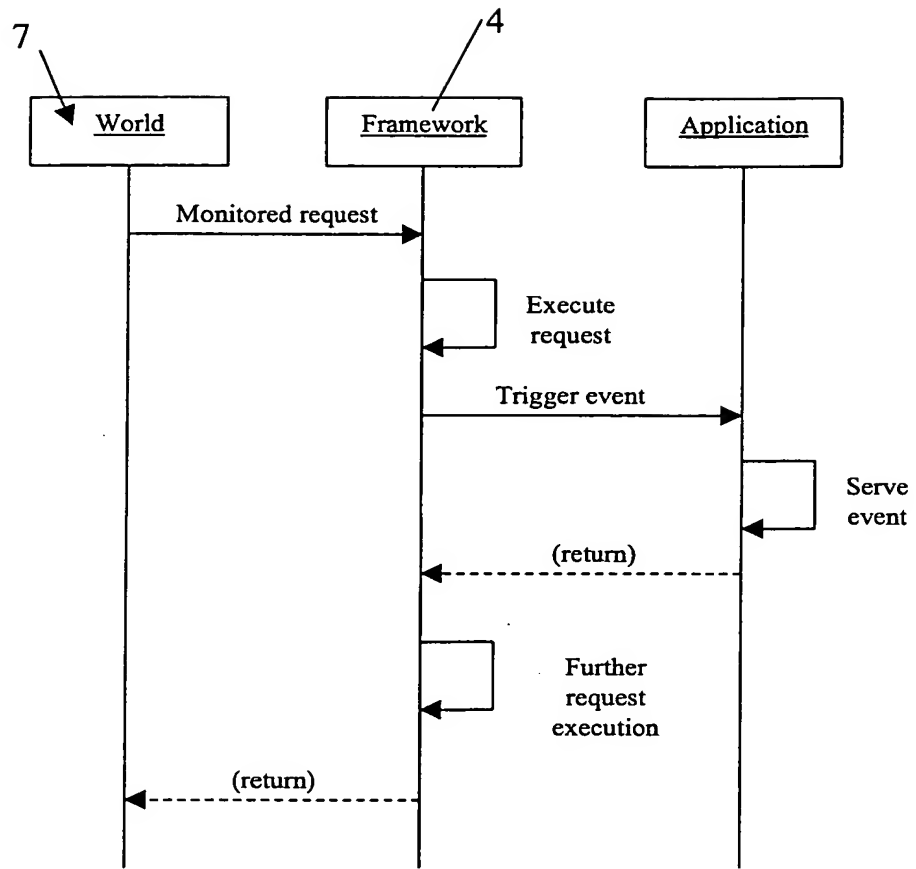 7
4
World
Framework
Application
Monitored request
Execute
request
Trigger event
Serve
event
(return)
Further
request
execution
(return)